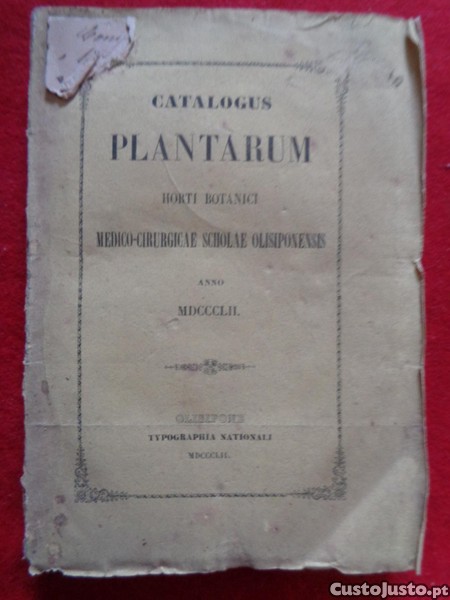 CATALOGUS
PLANTARUM
HORTI BOTANICI
MEDICO-CIRURGICAE SCHOLAE OLISIPONENSIS
ANNO
MDCCCLII.
OLISIPONE
TYPOGRAPHIA NATIONALI
MDCCCLII.
CustoJusto.pt